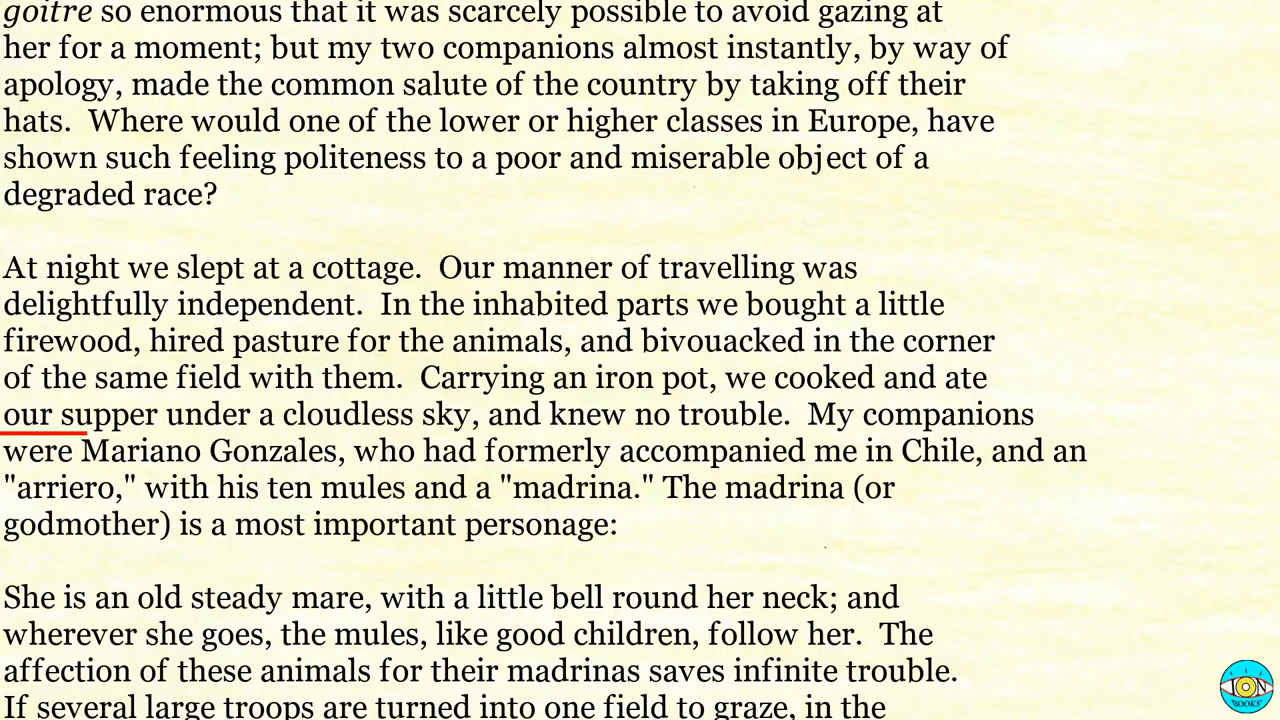 goitre so enormous that it was scarcely possible to avoid gazing at
her for a moment; but my two companions almost instantly, by way of
apology, made the common salute of the country by taking off their
hats.  Where would one of the lower or higher classes in Europe, have
shown such feeling politeness to a poor and miserable object of a
degraded race?
At night we slept at a cottage.  Our manner of travelling was
delightfully independent.  In the inhabited parts we bought a little
firewood, hired pasture for the animals, and bivouacked in the corner
of the same field with them.  Carrying an iron pot, we cooked and ate
our supper under a cloudless sky, and knew no trouble.  My companions
were Mariano Gonzales, who had formerly accompanied me in Chile, and an
"arriero," with his ten mules and a "madrina." The madrina (or
godmother) is a most important personage:
She is an old steady mare, with a little bell round her neck; and
wherever she goes, the mules, like good children, follow her.  The
affection of these animals for their madrinas saves infinite trouble.
If several large troops are turned into one field to graze, in the
ION
BOOKS